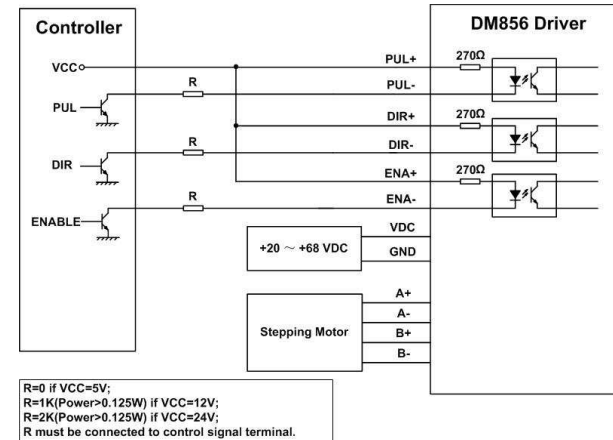 Controller
DM856 Driver
VCC
PUL+
270Ω
R
PUL-
PUL
DIR+
270Ω
R
DIR-
DIR
ENA+
270Ω
R
ENA-
ENABLE
VDC
+20 ~ +68 VDC
GND
A+
A-
Stepping Motor
B+
B-
R=0 if VCC=5V;
R=1K(Power>0.125W) if VCC=12V;
R=2K(Power>0.125W) if VCC=24V;
R must be connected to control signal terminal.